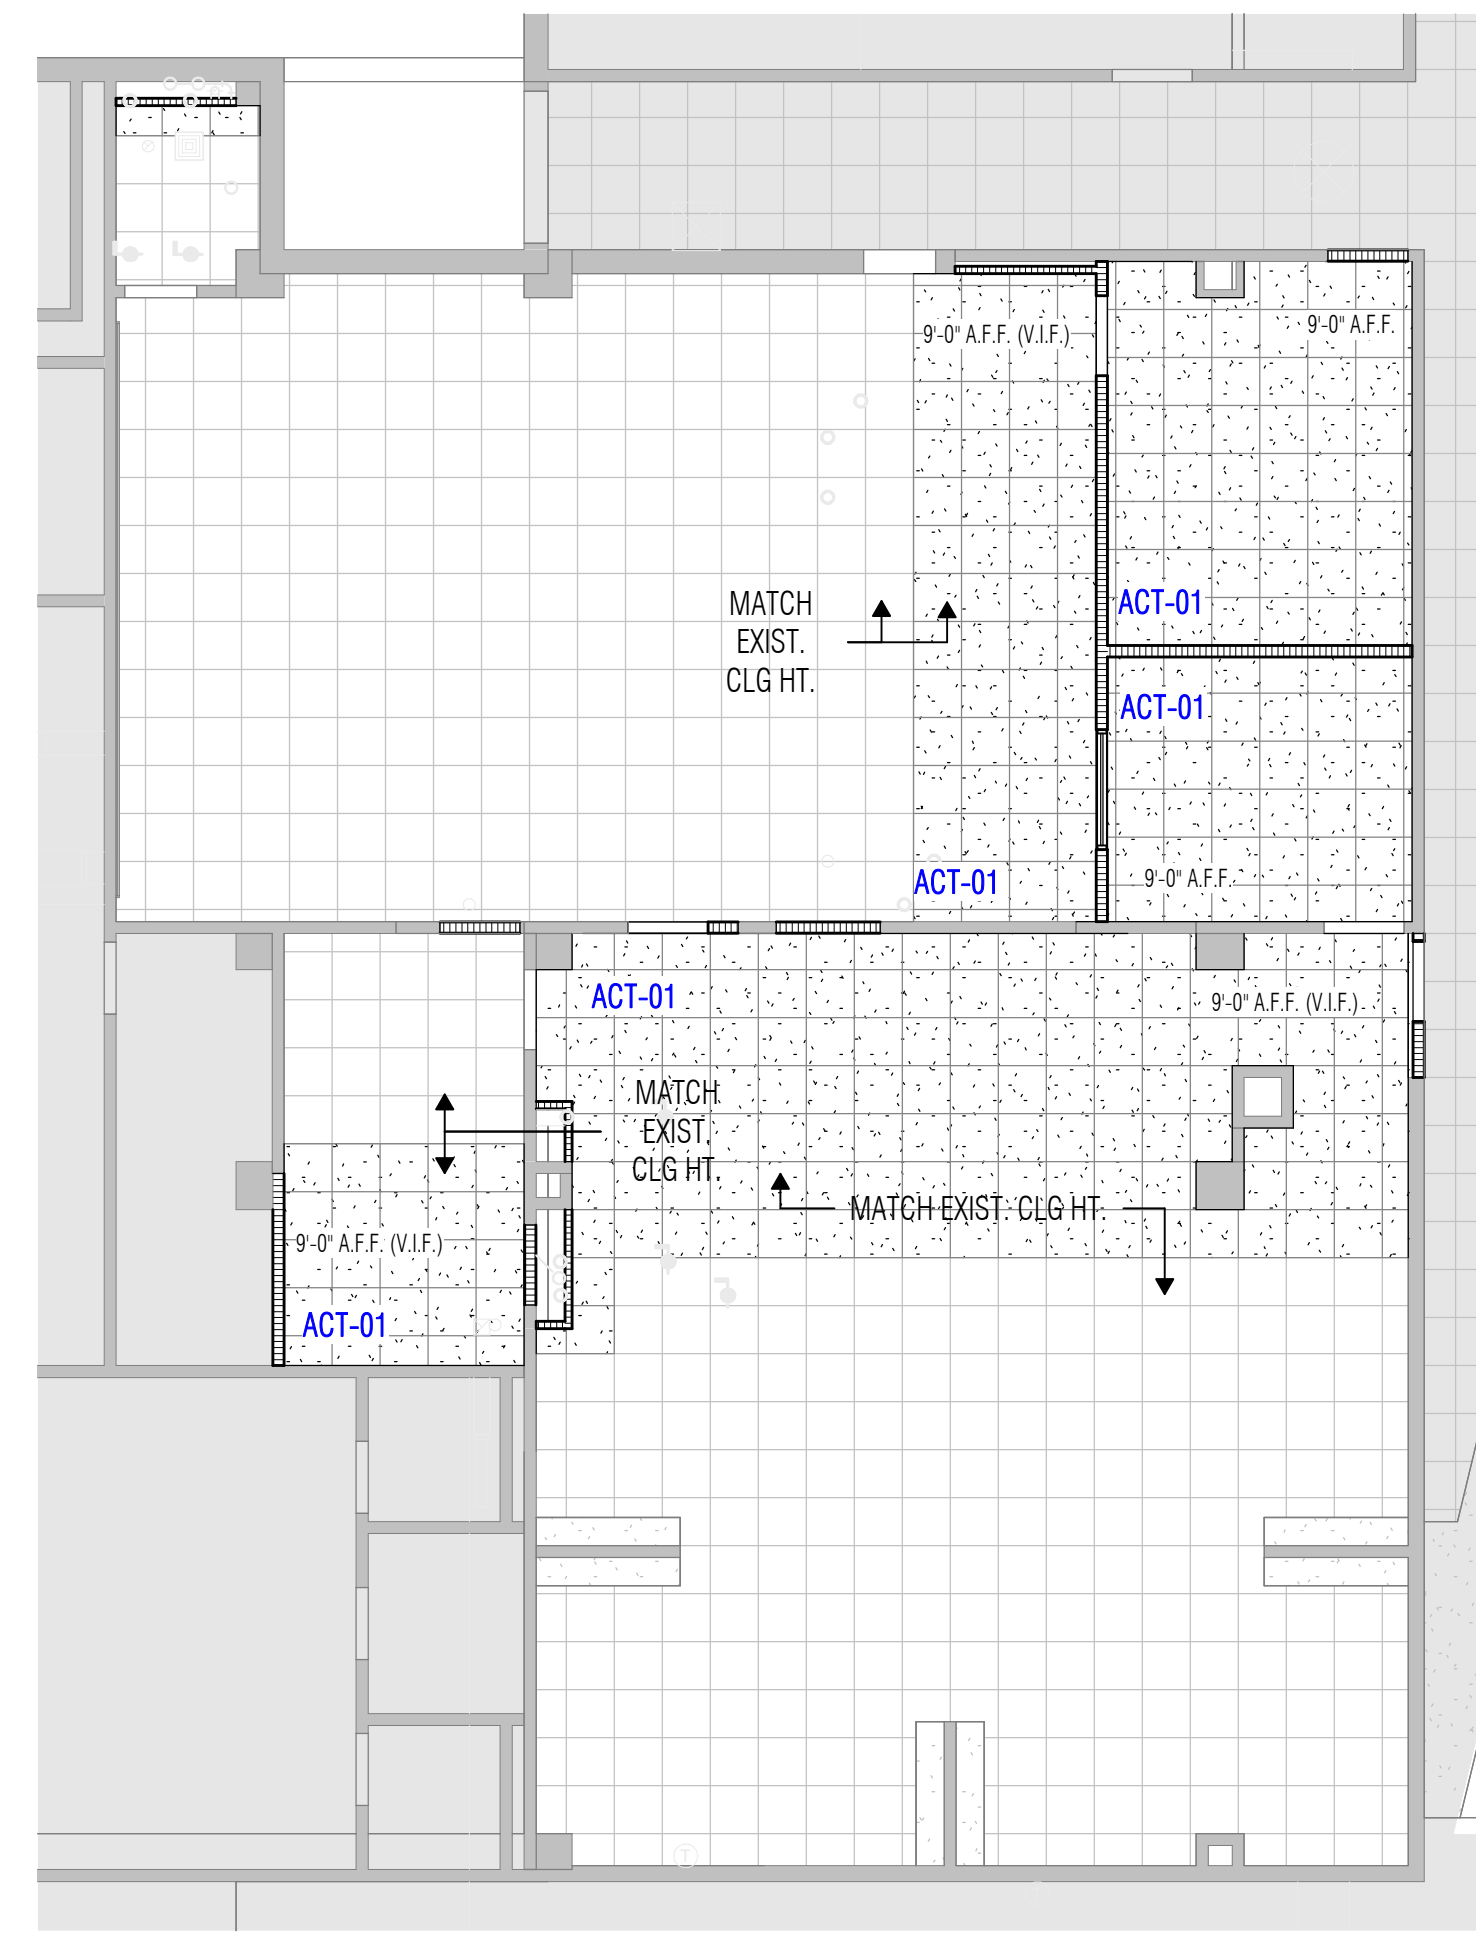 9'-0" A.F.F. (V.I.F.)
9'-0" A.F.F.
MATCH
EXIST.
CLG HT.
ACT-01
ACT-01
ACT-01
9'-0" A.F.F.
ACT-01
9'-0" A.F.F. (V.I.F.)
MATCH
EXIST.
CLG HT.
MATCH EXIST. CLG HT.
9'-0" A.F.F. (V.I.F.)
ACT-01
T